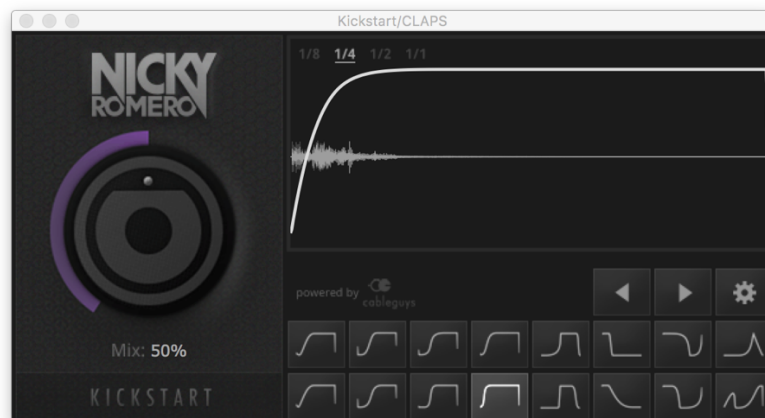 Kickstart/CLAPS
NICKY
ROMERO
1/8 1/4 1/2 1/1
powered by cableguys
Mix: 50%
KICKSTART